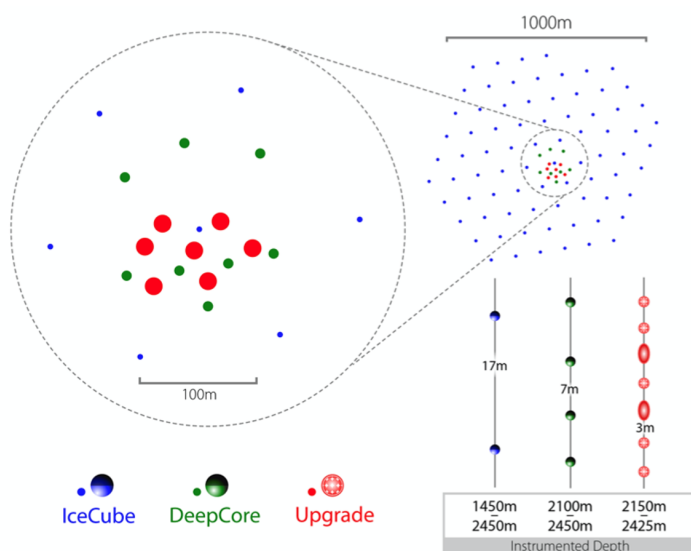 1000m
100m
17m
7m
3m
IceCube
DeepCore
Upgrade
1450m
–
2450m
2100m
–
2450m
2150m
–
2425m
Instrumented Depth